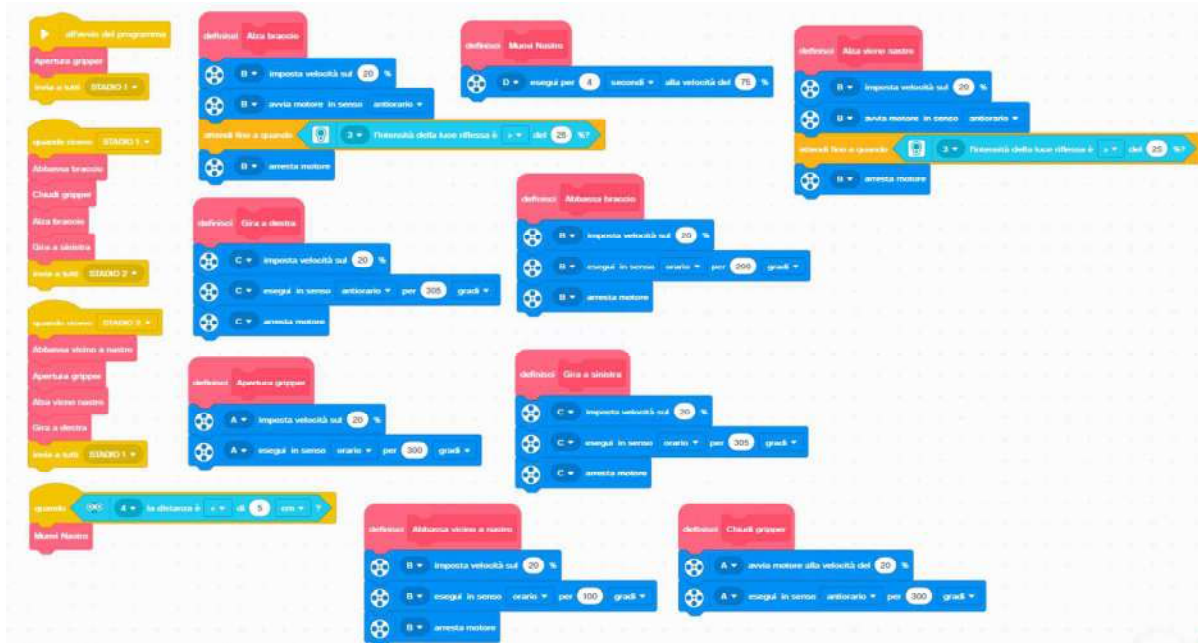 all'avvio del programma
Apertura gripper
invia a tutti STADIO 1
quando ricevo STADIO 1
Abbassa braccio
Chiudi gripper
Alza braccio
Gira a sinistra
invia a tutti STADIO 2
quando ricevo STADIO 2
Abbassa vicino a nastro
Apertura gripper
Alza vicno nastro
Gira a destra
invia a tutti STADIO 1
quando 4 la distanza è di 5 cm ?
Muovi Nastro
definisci Alza braccio
B imposta velocità sul 20 %
B avvia motore in senso antiorario
attendi fino a quando 3 l'intensità della luce riflessa è > del 25 %?
B arresta motore
definisci Muovi Nastro
D esegui per 4 secondi alla velocità del 75 %
definisci Alza vicno nastro
B imposta velocità sul 20 %
B avvia motore in senso antiorario
attendi fino a quando 3 l'intensità della luce riflessa è > del 25 %?
B arresta motore
definisci Gira a destra
C imposta velocità sul 20 %
C esegui in senso antiorario per 305 gradi
C arresta motore
definisci Abbassa braccio
B imposta velocità sul 20 %
B esegui in senso orario per 200 gradi
B arresta motore
definisci Apertura gripper
A imposta velocità sul 20 %
A esegui in senso orario per 300 gradi
definisci Gira a sinistra
C imposta velocità sul 20 %
C esegui in senso orario per 305 gradi
C arresta motore
definisci Abbassa vicino a nastro
B imposta velocità sul 20 %
B esegui in senso orario per 100 gradi
B arresta motore
definisci Chiudi gripper
A avvia motore alla velocità del 20 %
A esegui in senso antiorario per 300 gradi